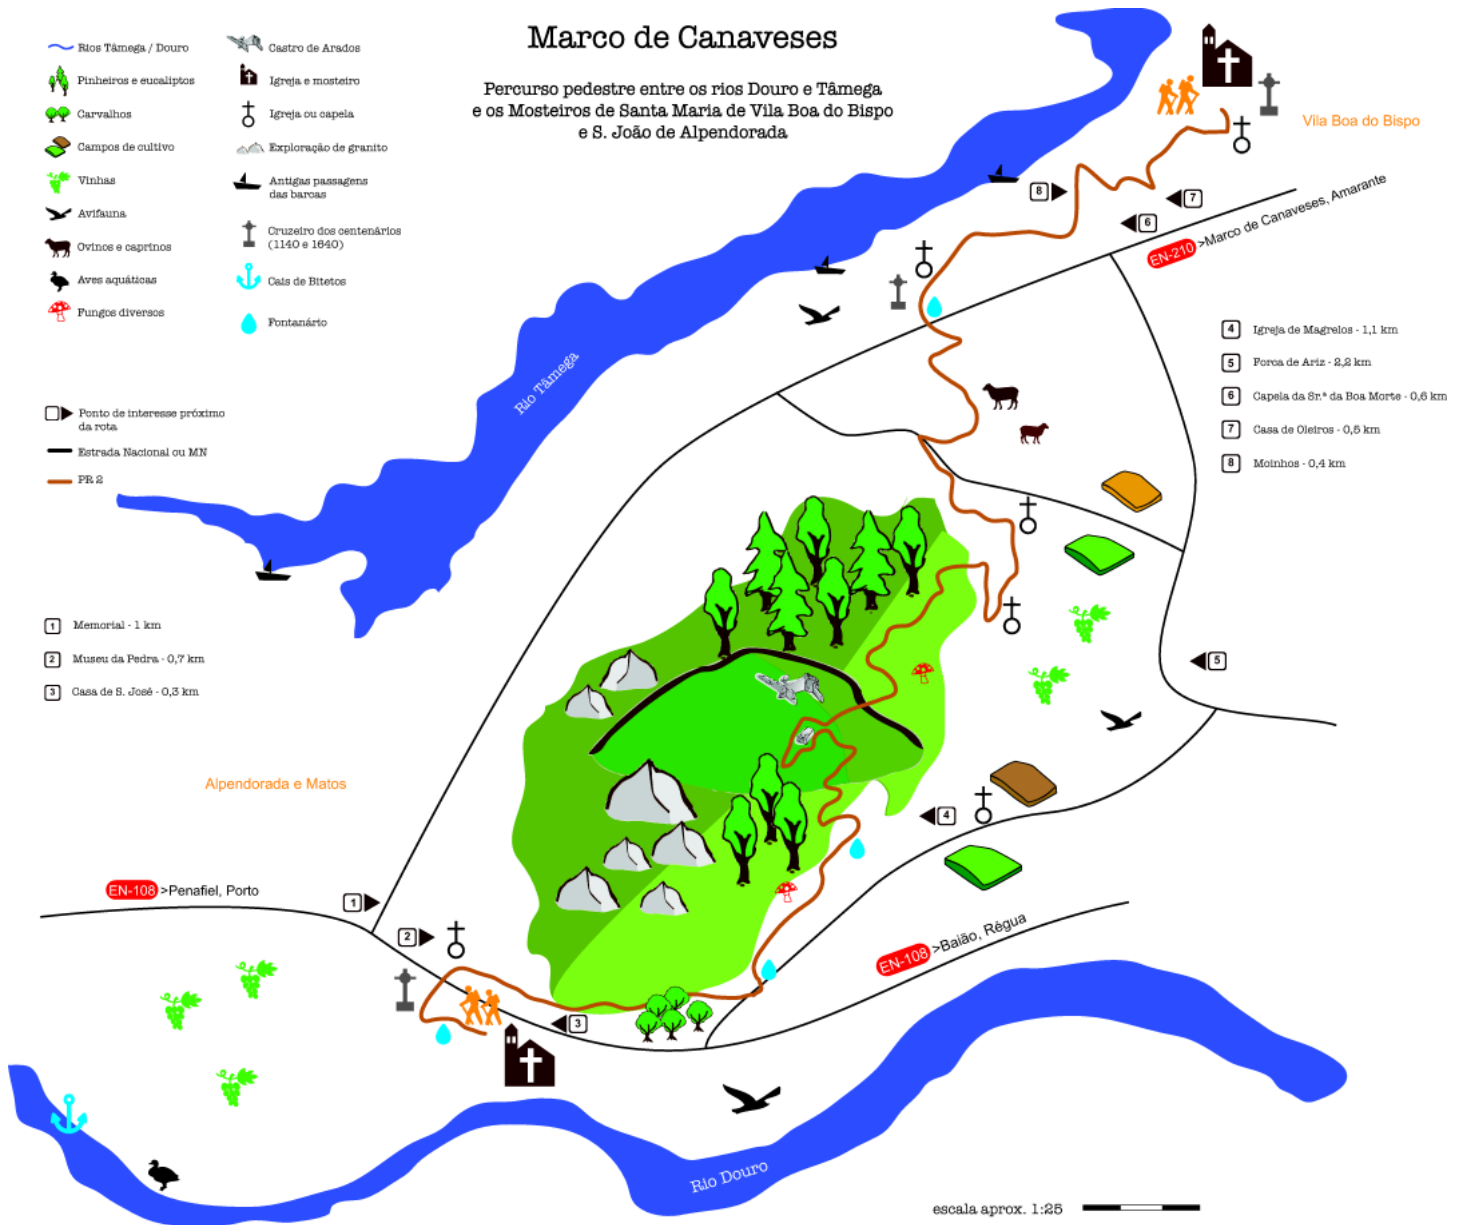 Marco de Canaveses
Percurso pedestre entre os rios Douro e Tâmega
e os Mosteiros de Santa Maria de Vila Boa do Bispo
e S. João de Alpendorada
Rios Tâmega / Douro
Pinheiros e eucaliptos
Carvalhos
Campos de cultivo
Vinhas
Avifauna
Ovinos e caprinos
Aves aquáticas
Fungos diversos
Castro de Arados
Igreja e mosteiro
Igreja ou capela
Exploração de granito
Antigas passagens
das barcas
Cruzeiro dos centenários
(1140 e 1640)
Cais de Bitetos
Fontanário
Ponto de interesse próximo
da rota
Estrada Nacional ou MN
PR 2
1 Memorial - 1 km
2 Museu da Pedra - 0,7 km
3 Casa de S. José - 0,3 km
Vila Boa do Bispo
8
7
6
EN-210 >Marco de Canaveses, Amarante
4 Igreja de Magrelos - 1,1 km
5 Forca de Ariz - 2,2 km
6 Capela da Sr.ª da Boa Morte - 0,6 km
7 Casa de Oleiros - 0,5 km
8 Moinhos - 0,4 km
Rio Tâmega
5
Alpendorada e Matos
4
EN-108 >Penafiel, Porto
1
2
EN-108 >Baião, Régua
3
Rio Douro
escala aprox. 1:25